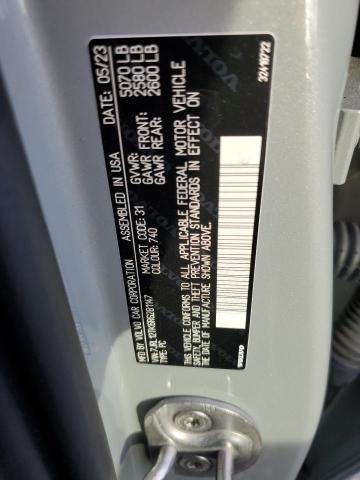 MFD. BY VOLVO CAR CORPORATION
ASSEMBLED IN USA
DATE: 05/23
MARKET CODE: 31
COLOUR: 740
TYPE: PC
GVWR: 5070 LB
GAWR FRONT: 2580 LB
GAWR REAR: 2600 LB
THIS VEHICLE CONFORMS TO ALL APPLICABLE FEDERAL MOTOR VEHICLE
SAFETY, BUMPER AND THEFT PREVENTION STANDARDS IN EFFECT ON
THE DATE OF MANUFACTURE SHOWN ABOVE.
VOLVO